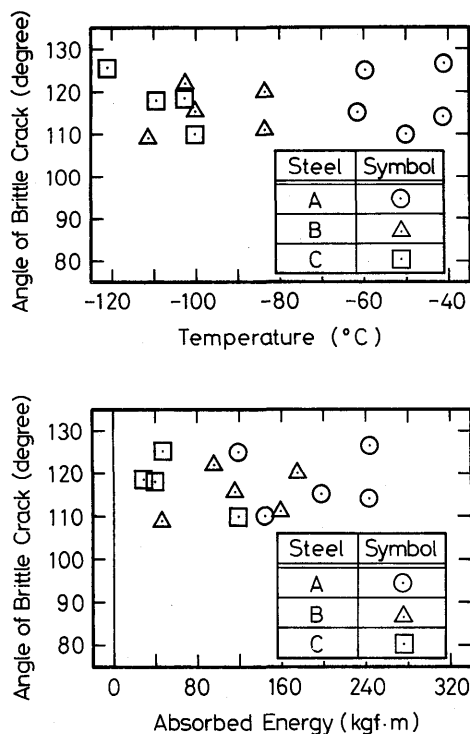 Angle of Brittle Crack (degree)
130
120
110
100
90
80
-120 -100 -80 -60 -40
Temperature (°C)
Steel Symbol
A
B
C
Angle of Brittle Crack (degree)
130
120
110
100
90
80
0 80 160 240 320
Absorbed Energy (kgf·m)
Steel Symbol
A
B
C